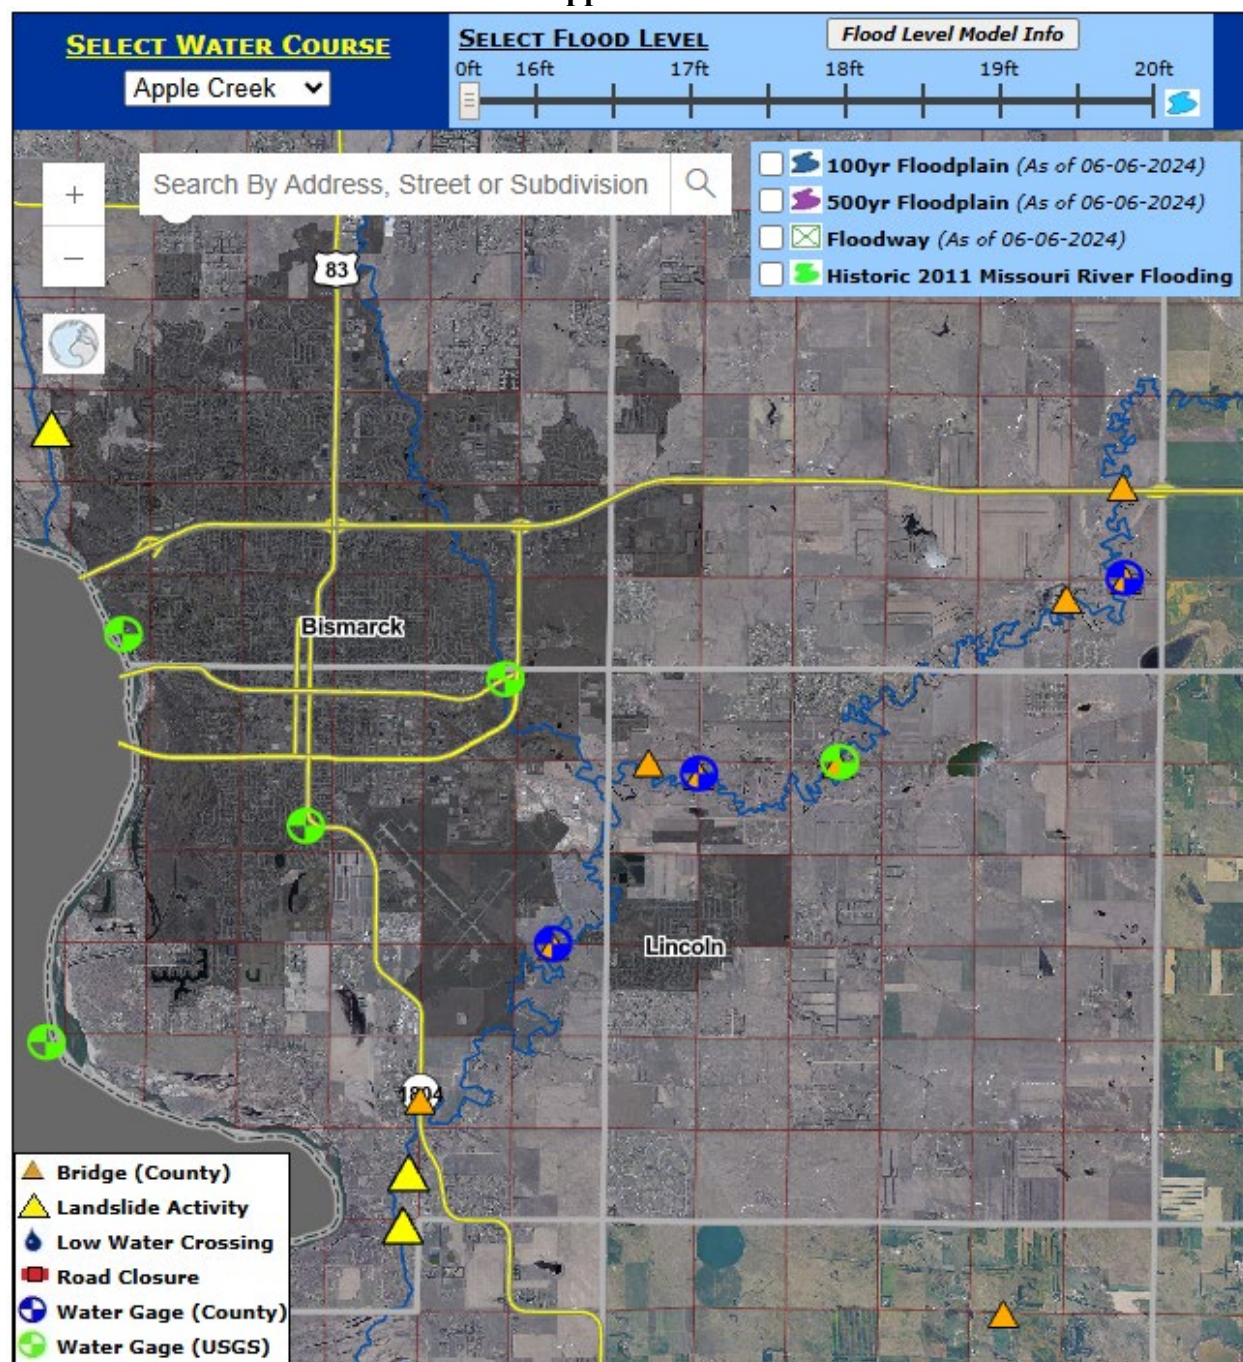 SELECT WATER COURSE
Apple Creek
SELECT FLOOD LEVEL
Flood Level Model Info
0ft 16ft 17ft 18ft 19ft 20ft
+
Search By Address, Street or Subdivision
−
100yr Floodplain (As of 06-06-2024)
500yr Floodplain (As of 06-06-2024)
Floodway (As of 06-06-2024)
Historic 2011 Missouri River Flooding
83
Bismarck
Lincoln
1804
Bridge (County)
Landslide Activity
Low Water Crossing
Road Closure
Water Gage (County)
Water Gage (USGS)